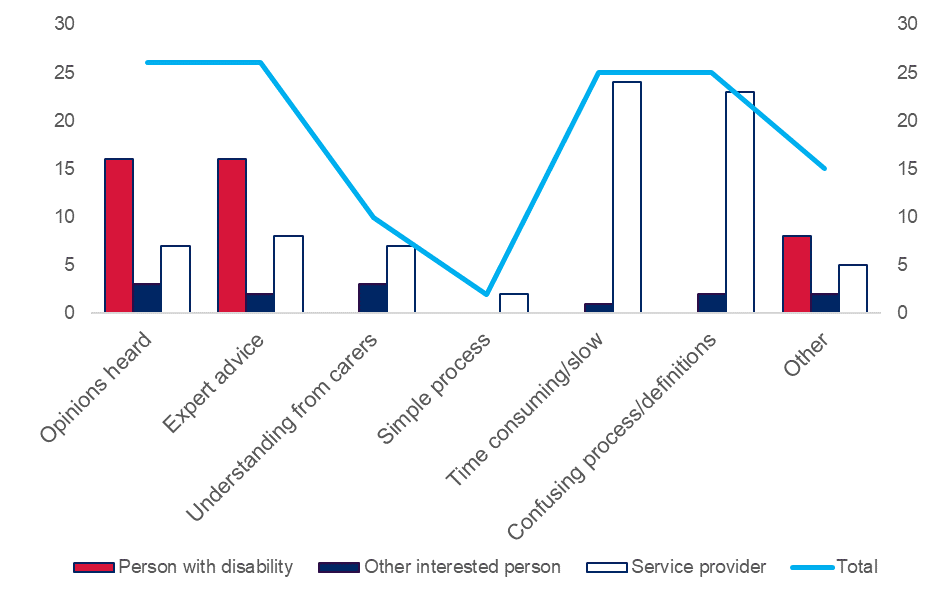 30 30
25 25
20 20
15 15
10 10
5 5
0 0
Opinions heard
Expert advice
Understanding from carers
Simple process
Time consuming/slow
Confusing process/definitions
Other
Person with disability Other interested person Service provider Total